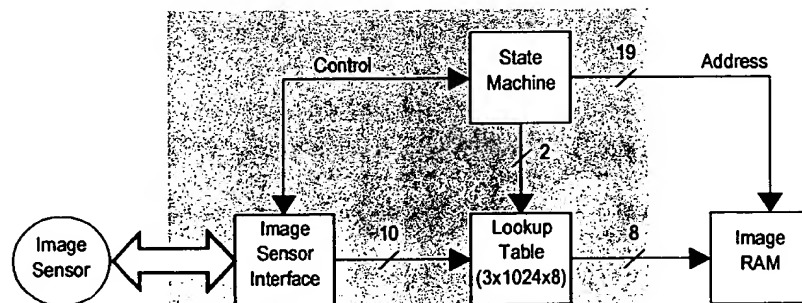 Control
State
Machine
19
Address
2
Image
Sensor
Image
Sensor
Interface
10
Lookup
Table
(3x1024x8)
8
Image
RAM